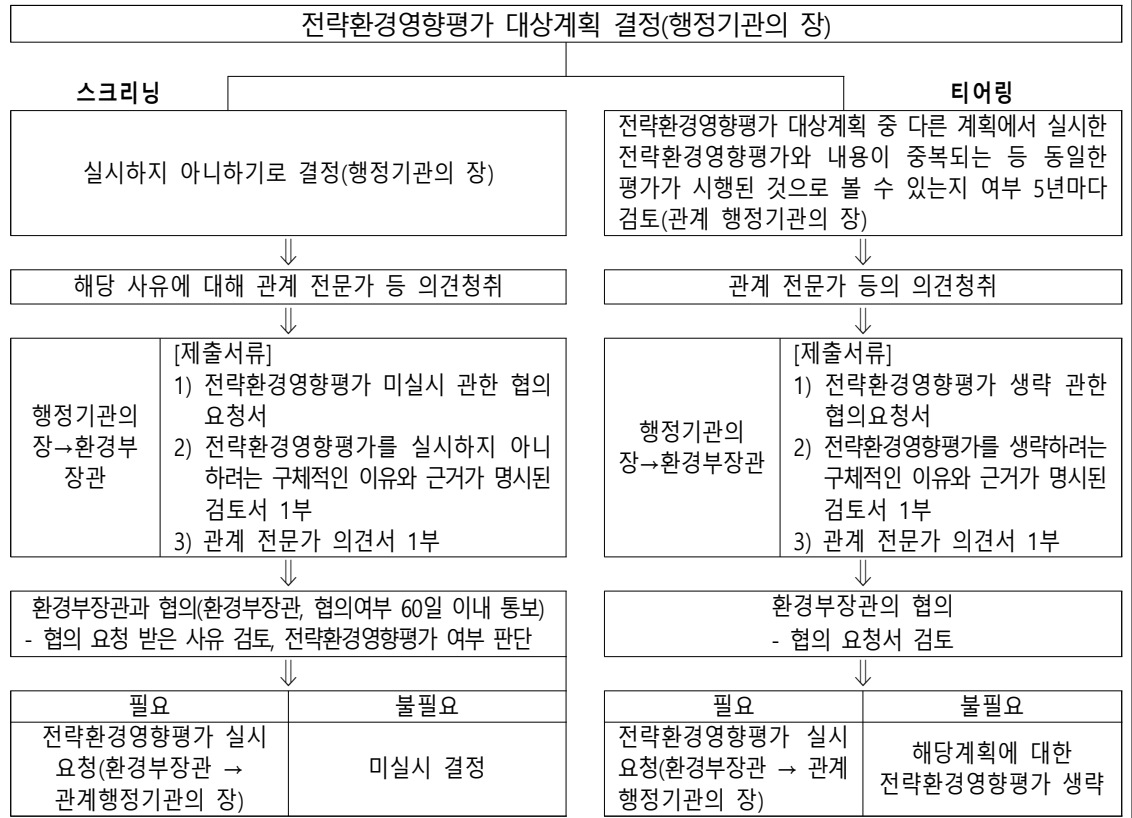 전략환경영향평가 대상계획 결정(행정기관의 장)
스크리닝
실시하지 아니하기로 결정(행정기관의 장)
⇓
해당 사유에 대해 관계 전문가 등 의견청취
⇓
행정기관의
장→환경부
장관
[제출서류]
1) 전략환경영향평가 미실시 관한 협의
요청서
2) 전략환경영향평가를 실시하지 아니
하려는 구체적인 이유와 근거가 명시된
검토서 1부
3) 관계 전문가 의견서 1부
⇓
환경부장관과 협의(환경부장관, 협의여부 60일 이내 통보)
- 협의 요청 받은 사유 검토, 전략환경영향평가 여부 판단
⇓
필요
전략환경영향평가 실시
요청(환경부장관 →
관계행정기관의 장)
불필요
미실시 결정
티어링
전략환경영향평가 대상계획 중 다른 계획에서 실시한
전략환경영향평가와 내용이 중복되는 등 동일한
평가가 시행된 것으로 볼 수 있는지 여부 5년마다
검토(관계 행정기관의 장)
⇓
관계 전문가 등의 의견청취
⇓
행정기관의
장→환경부장관
[제출서류]
1) 전략환경영향평가 생략 관한
협의요청서
2) 전략환경영향평가를 생략하려는
구체적인 이유와 근거가 명시된
검토서 1부
3) 관계 전문가 의견서 1부
⇓
환경부장관의 협의
- 협의 요청서 검토
⇓
필요
전략환경영향평가 실시
요청(환경부장관 → 관계
행정기관의 장)
불필요
해당계획에 대한
전략환경영향평가 생략